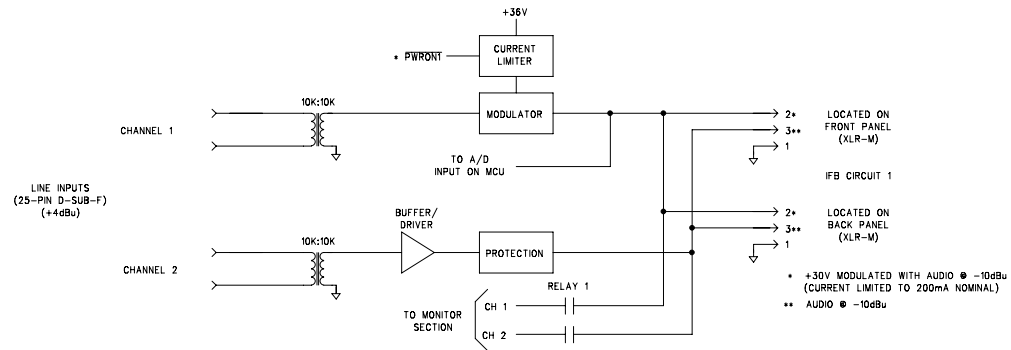 +36V
* PWRON1
CURRENT
LIMITER
10K:10K
MODULATOR
CHANNEL 1
TO A/D
INPUT ON MCU
2*
3**
1
LOCATED ON
FRONT PANEL
(XLR-M)
IFB CIRCUIT 1
LINE INPUTS
(25-PIN D-SUB-F)
(+4dBu)
BUFFER/
DRIVER
10K:10K
PROTECTION
CHANNEL 2
2*
3**
1
LOCATED ON
BACK PANEL
(XLR-M)
RELAY 1
TO MONITOR
SECTION
CH 1
CH 2
* +30V MODULATED WITH AUDIO @ -10dBu
(CURRENT LIMITED TO 200mA NOMINAL)
** AUDIO @ -10dBu